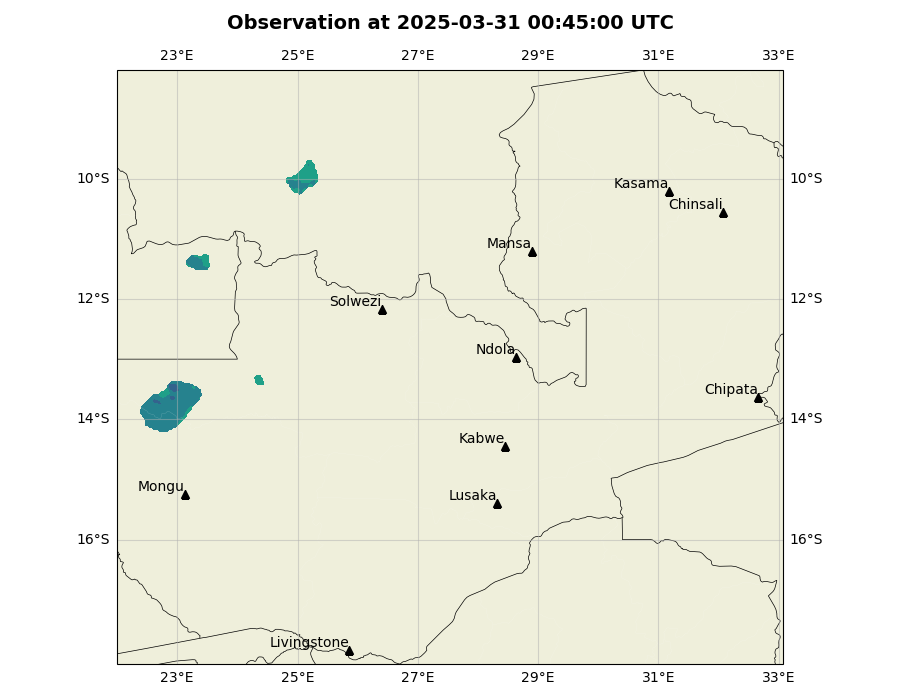 Observation at 2025-03-31 00:45:00 UTC
23°E 25°E 27°E 29°E 31°E 33°E
10°S 10°S
Kasama
Chinsali
Mansa
12°S 12°S
Solwezi
Ndola
Chipata
14°S 14°S
Kabwe
Mongu
Lusaka
16°S 16°S
Livingstone
23°E 25°E 27°E 29°E 31°E 33°E